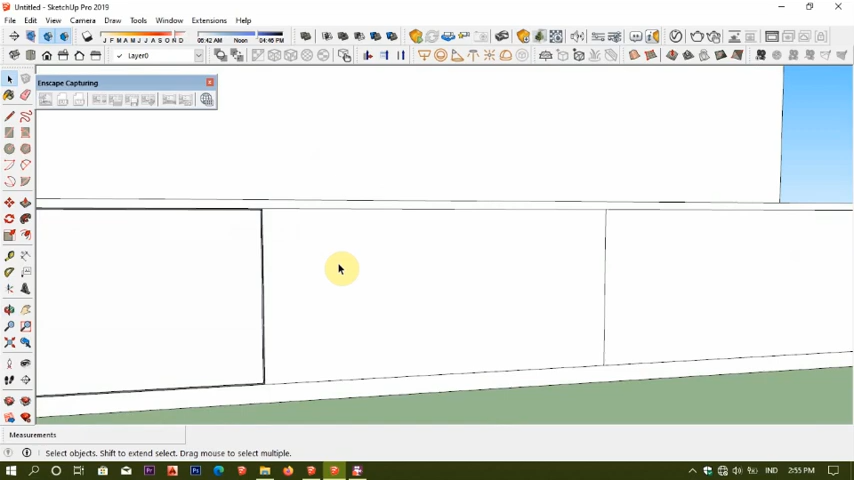 Untitled - SketchUp Pro 2019
File Edit View Camera Draw Tools Window Extensions Help
J F M A M J J A S O N D 06:42 AM Noon 04:46 PM
Layer0
Enscape Capturing
Measurements
Select objects. Shift to extend select. Drag mouse to select multiple.
Pr Ps IND 2:55 PM